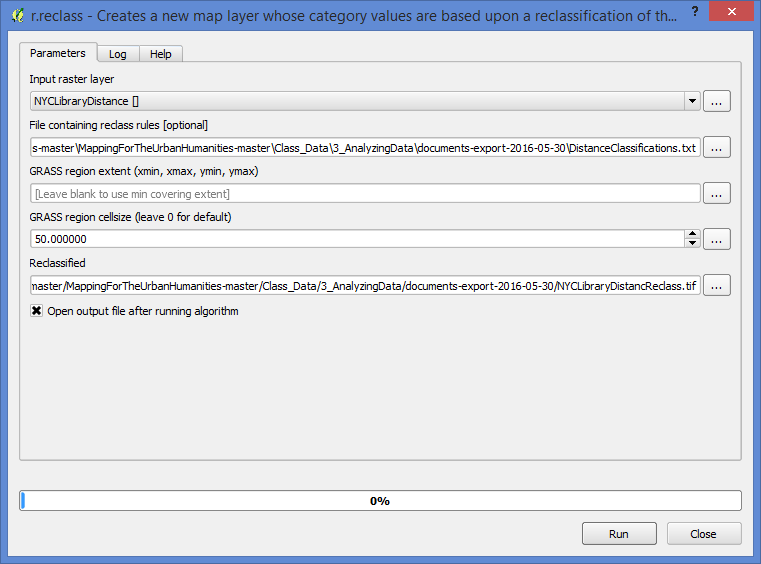 r.reclass - Creates a new map layer whose category values are based upon a reclassification of th... ?
Parameters Log Help
Input raster layer
NYCLibraryDistance [] ...
File containing reclass rules [optional]
s-master\MappingForTheUrbanHumanities-master\Class_Data\3_AnalyzingData\documents-export-2016-05-30\DistanceClassifications.txt ...
GRASS region extent (xmin, xmax, ymin, ymax)
[Leave blank to use min covering extent] ...
GRASS region cellsize (leave 0 for default)
50.000000 ...
Reclassified
master/MappingForTheUrbanHumanities-master/Class_Data/3_AnalyzingData/documents-export-2016-05-30/NYCLibraryDistancReclass.tif ...
Open output file after running algorithm
0%
Run Close